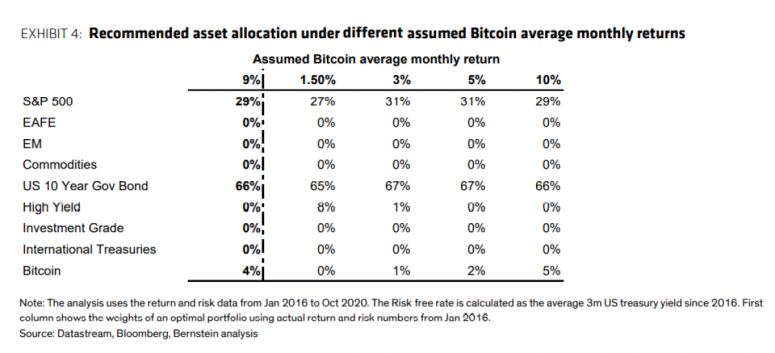 EXHIBIT 4: Recommended asset allocation under different assumed Bitcoin average monthly returns
Assumed Bitcoin average monthly return
9% 1.50% 3% 5% 10%
S&P 500 29% 27% 31% 31% 29%
EAFE 0% 0% 0% 0% 0%
EM 0% 0% 0% 0% 0%
Commodities 0% 0% 0% 0% 0%
US 10 Year Gov Bond 66% 65% 67% 67% 66%
High Yield 0% 8% 1% 0% 0%
Investment Grade 0% 0% 0% 0% 0%
International Treasuries 0% 0% 0% 0% 0%
Bitcoin 4% 0% 1% 2% 5%
Note: The analysis uses the return and risk data from Jan 2016 to Oct 2020. The Risk free rate is calculated as the average 3m US treasury yield since 2016. First
column shows the weights of an optimal portfolio using actual return and risk numbers from Jan 2016.
Source: Datastream, Bloomberg, Bernstein analysis